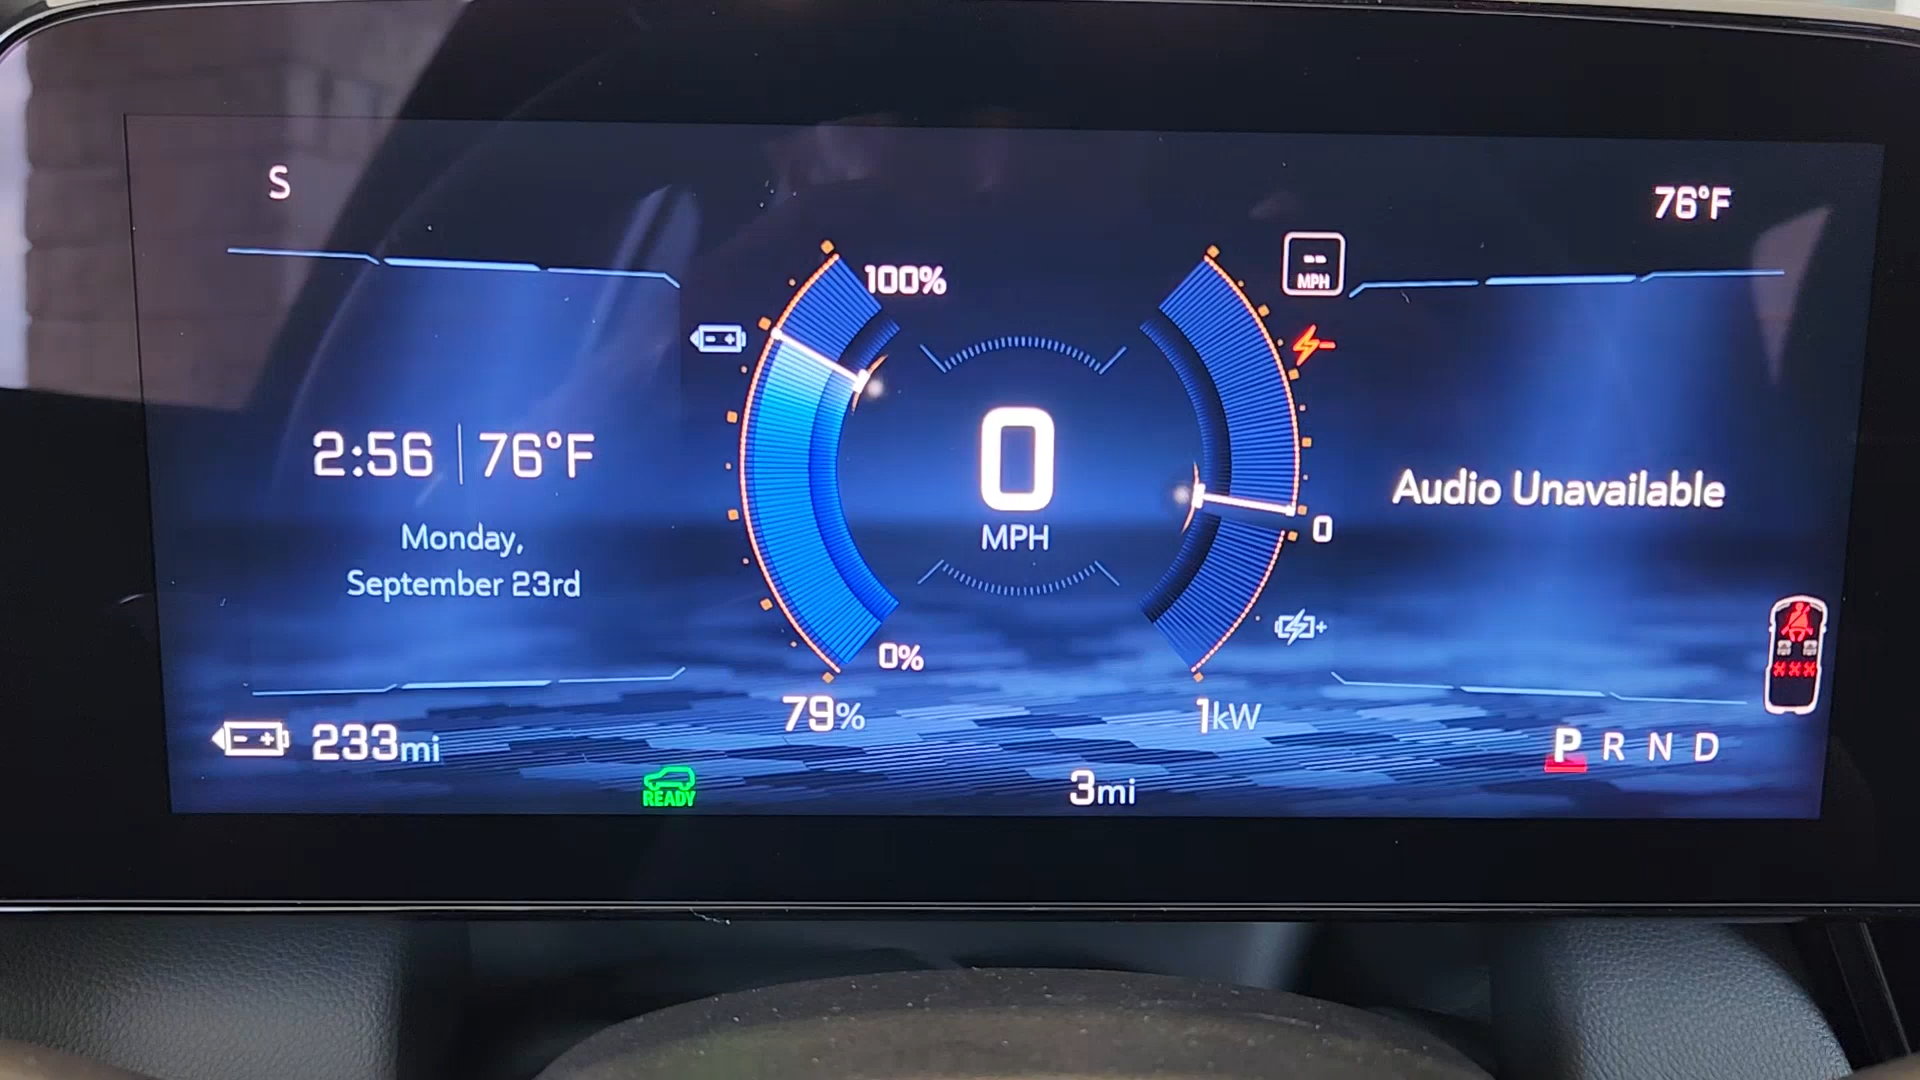 S
76°F
100%
--
MPH
2:56 | 76°F
Monday,
September 23rd
0
MPH
Audio Unavailable
0
0%
79%
1kW
233mi
READY
3mi
P R N D